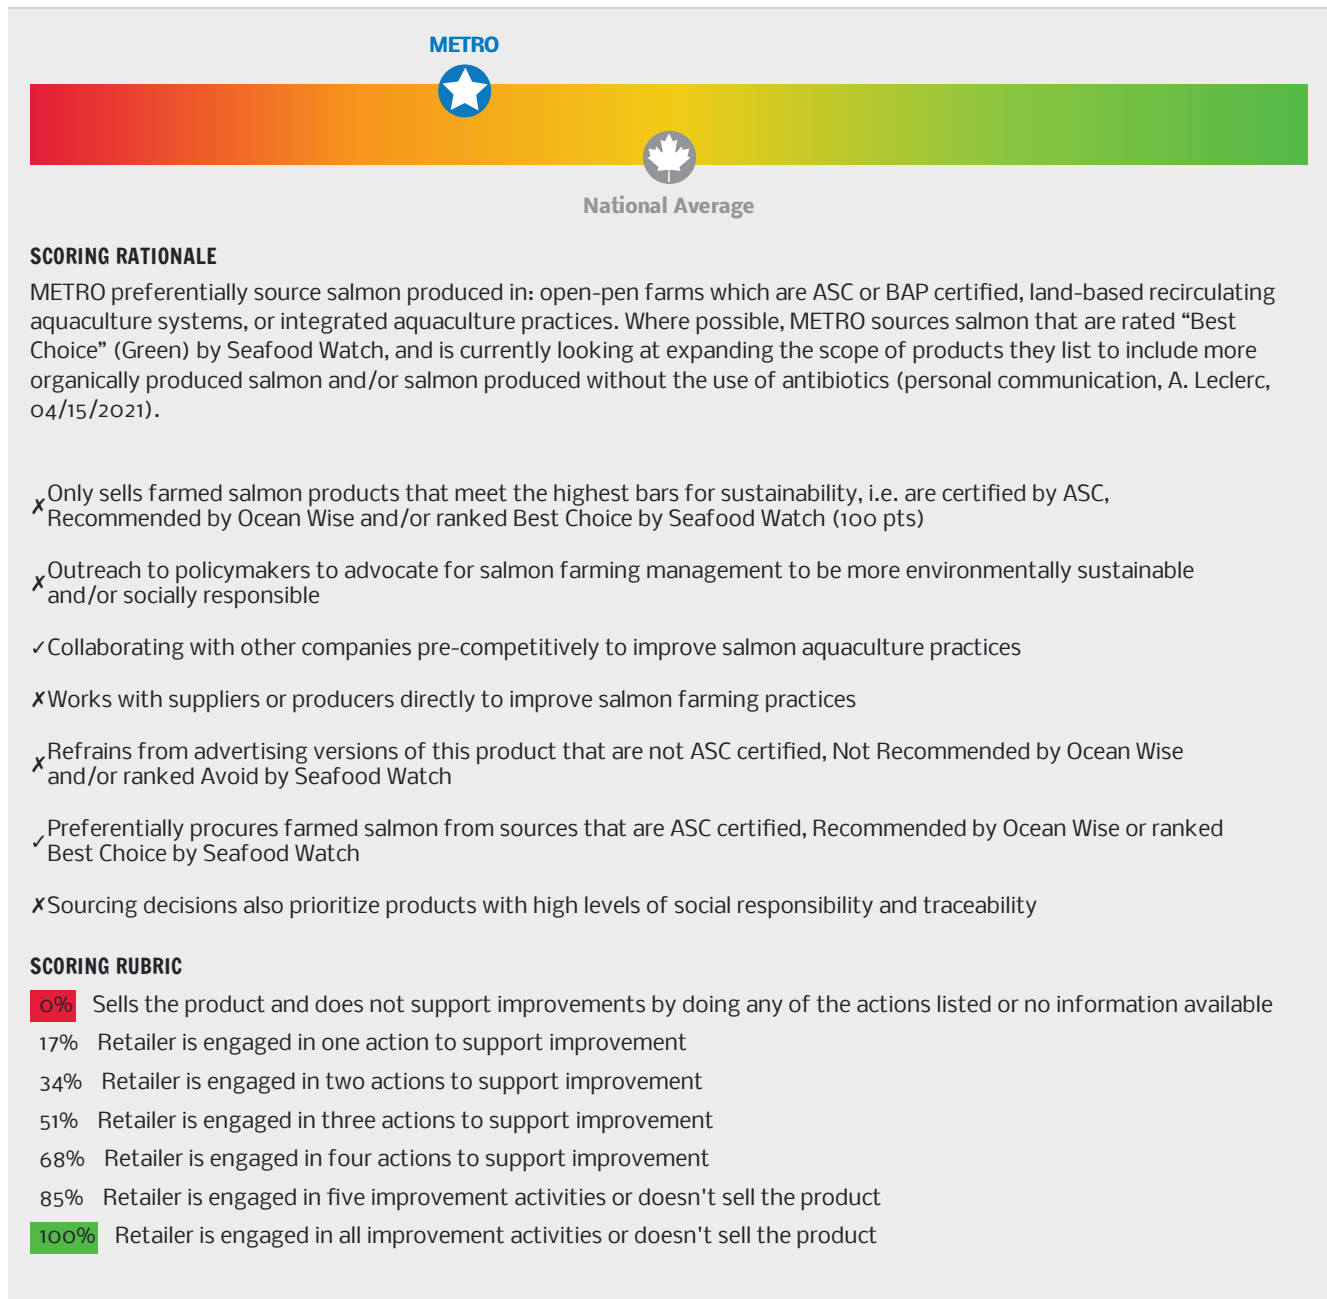 METRO
National Average
SCORING RATIONALE
METRO preferentially source salmon produced in: open-pen farms which are ASC or BAP certified, land-based recirculating
aquaculture systems, or integrated aquaculture practices. Where possible, METRO sources salmon that are rated “Best
Choice” (Green) by Seafood Watch, and is currently looking at expanding the scope of products they list to include more
organically produced salmon and/or salmon produced without the use of antibiotics (personal communication, A. Leclerc,
04/15/2021).
✗Only sells farmed salmon products that meet the highest bars for sustainability, i.e. are certified by ASC,
Recommended by Ocean Wise and/or ranked Best Choice by Seafood Watch (100 pts)
✗Outreach to policymakers to advocate for salmon farming management to be more environmentally sustainable
and/or socially responsible
✓Collaborating with other companies pre-competitively to improve salmon aquaculture practices
✗Works with suppliers or producers directly to improve salmon farming practices
✗Refrains from advertising versions of this product that are not ASC certified, Not Recommended by Ocean Wise
and/or ranked Avoid by Seafood Watch
✓Preferentially procures farmed salmon from sources that are ASC certified, Recommended by Ocean Wise or ranked
Best Choice by Seafood Watch
✗Sourcing decisions also prioritize products with high levels of social responsibility and traceability
SCORING RUBRIC
0% Sells the product and does not support improvements by doing any of the actions listed or no information available
17% Retailer is engaged in one action to support improvement
34% Retailer is engaged in two actions to support improvement
51% Retailer is engaged in three actions to support improvement
68% Retailer is engaged in four actions to support improvement
85% Retailer is engaged in five improvement activities or doesn't sell the product
100% Retailer is engaged in all improvement activities or doesn't sell the product